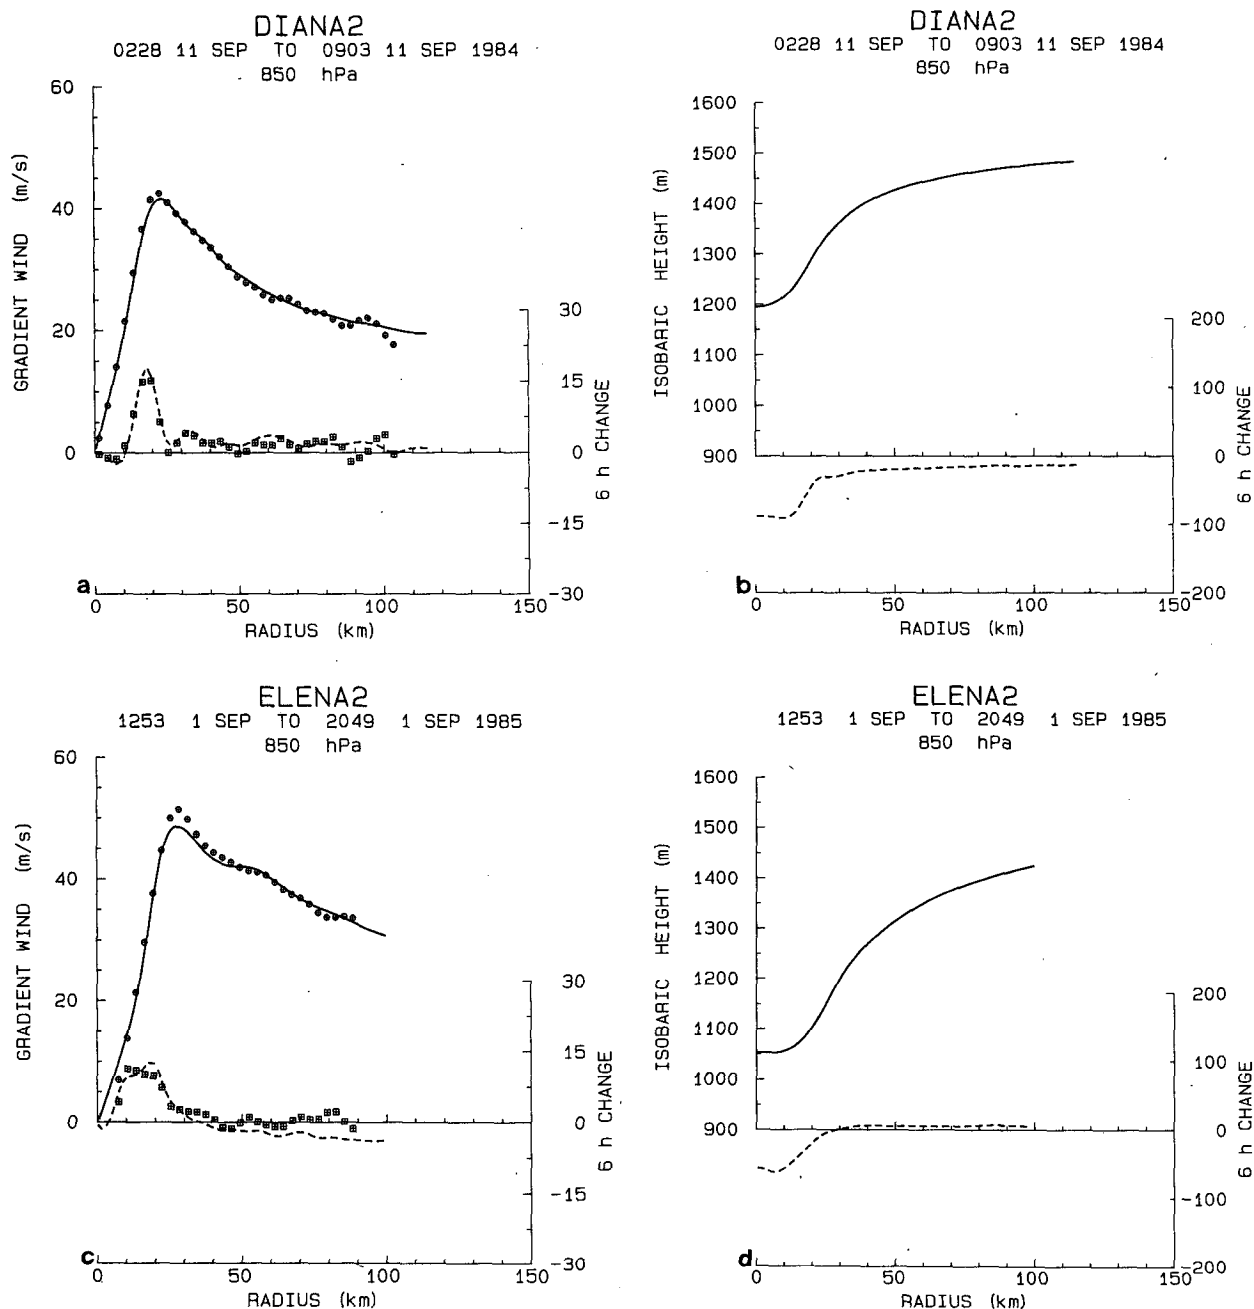 DIANA2
0228 11 SEP TO 0903 11 SEP 1984
850 hPa
60
40
20
0
GRADIENT WIND (m/s)
30
15
-15
-30
6 h CHANGE
a
0 50 100 150
RADIUS (km)
DIANA2
0228 11 SEP TO 0903 11 SEP 1984
850 hPa
1600
1500
1400
1300
1200
1100
1000
900
ISOBARIC HEIGHT (m)
200
100
0
-100
-200
6 h CHANGE
b
0 50 100 150
RADIUS (km)
ELENA2
1253 1 SEP TO 2049 1 SEP 1985
850 hPa
60
40
20
0
GRADIENT WIND (m/s)
30
15
0
-15
-30
6 h CHANGE
c
0 50 100 150
RADIUS (km)
ELENA2
1253 1 SEP TO 2049 1 SEP 1985
850 hPa
1600
1500
1400
1300
1200
1100
1000
900
ISOBARIC HEIGHT (m)
200
100
0
-100
-200
6 h CHANGE
d
0 50 100 150
RADIUS (km)